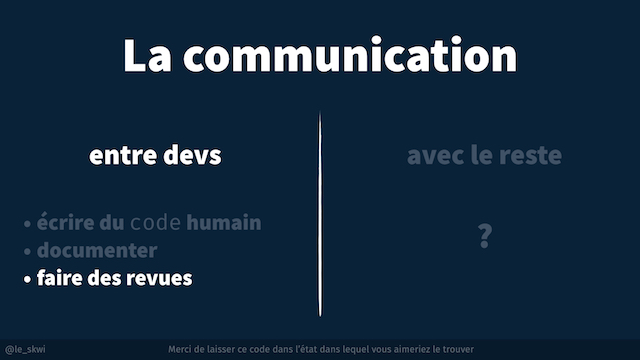 La communication
entre devs
• écrire du code humain
• documenter
• faire des revues
avec le reste
?
@le_skwi
Merci de laisser ce code dans l'état dans lequel vous aimeriez le trouver